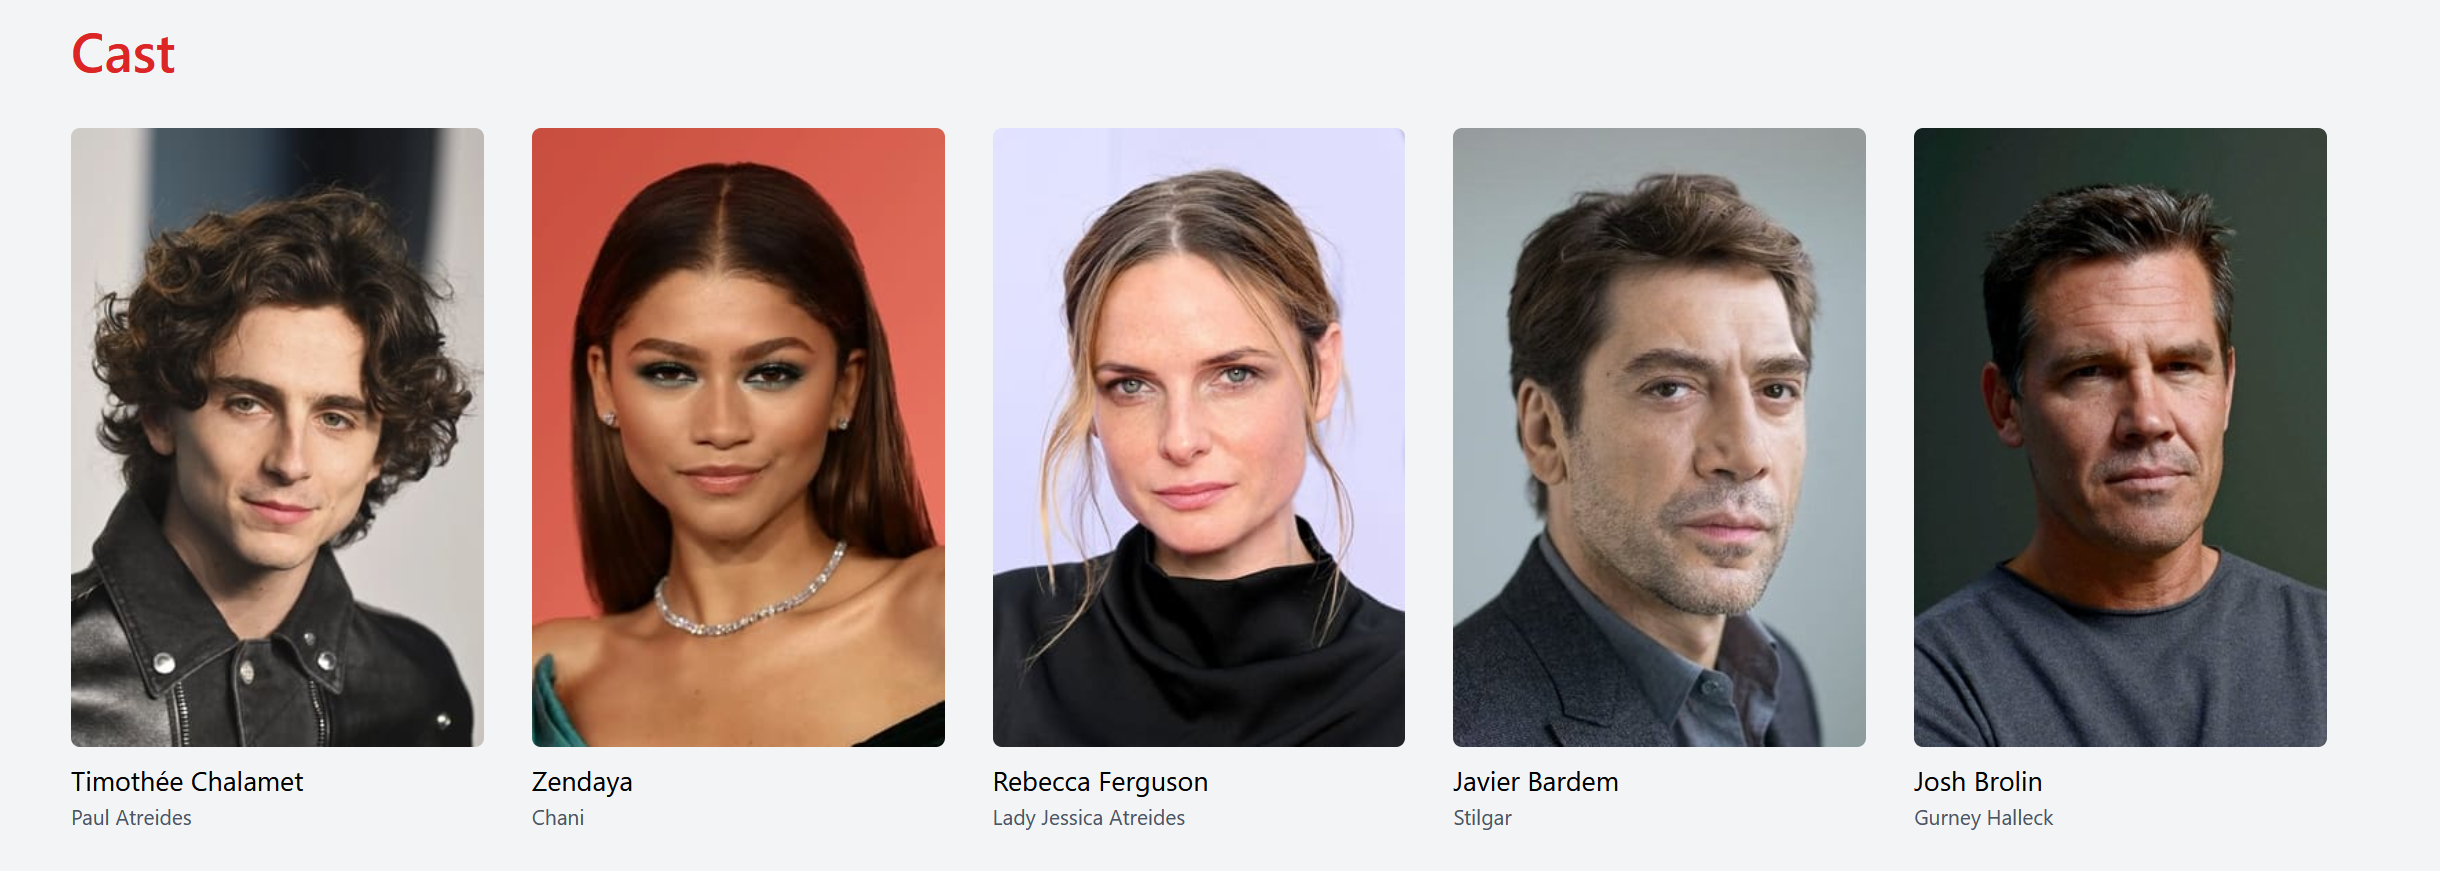 Cast
Timothée Chalamet
Paul Atreides
Zendaya
Chani
Rebecca Ferguson
Lady Jessica Atreides
Javier Bardem
Stilgar
Josh Brolin
Gurney Halleck